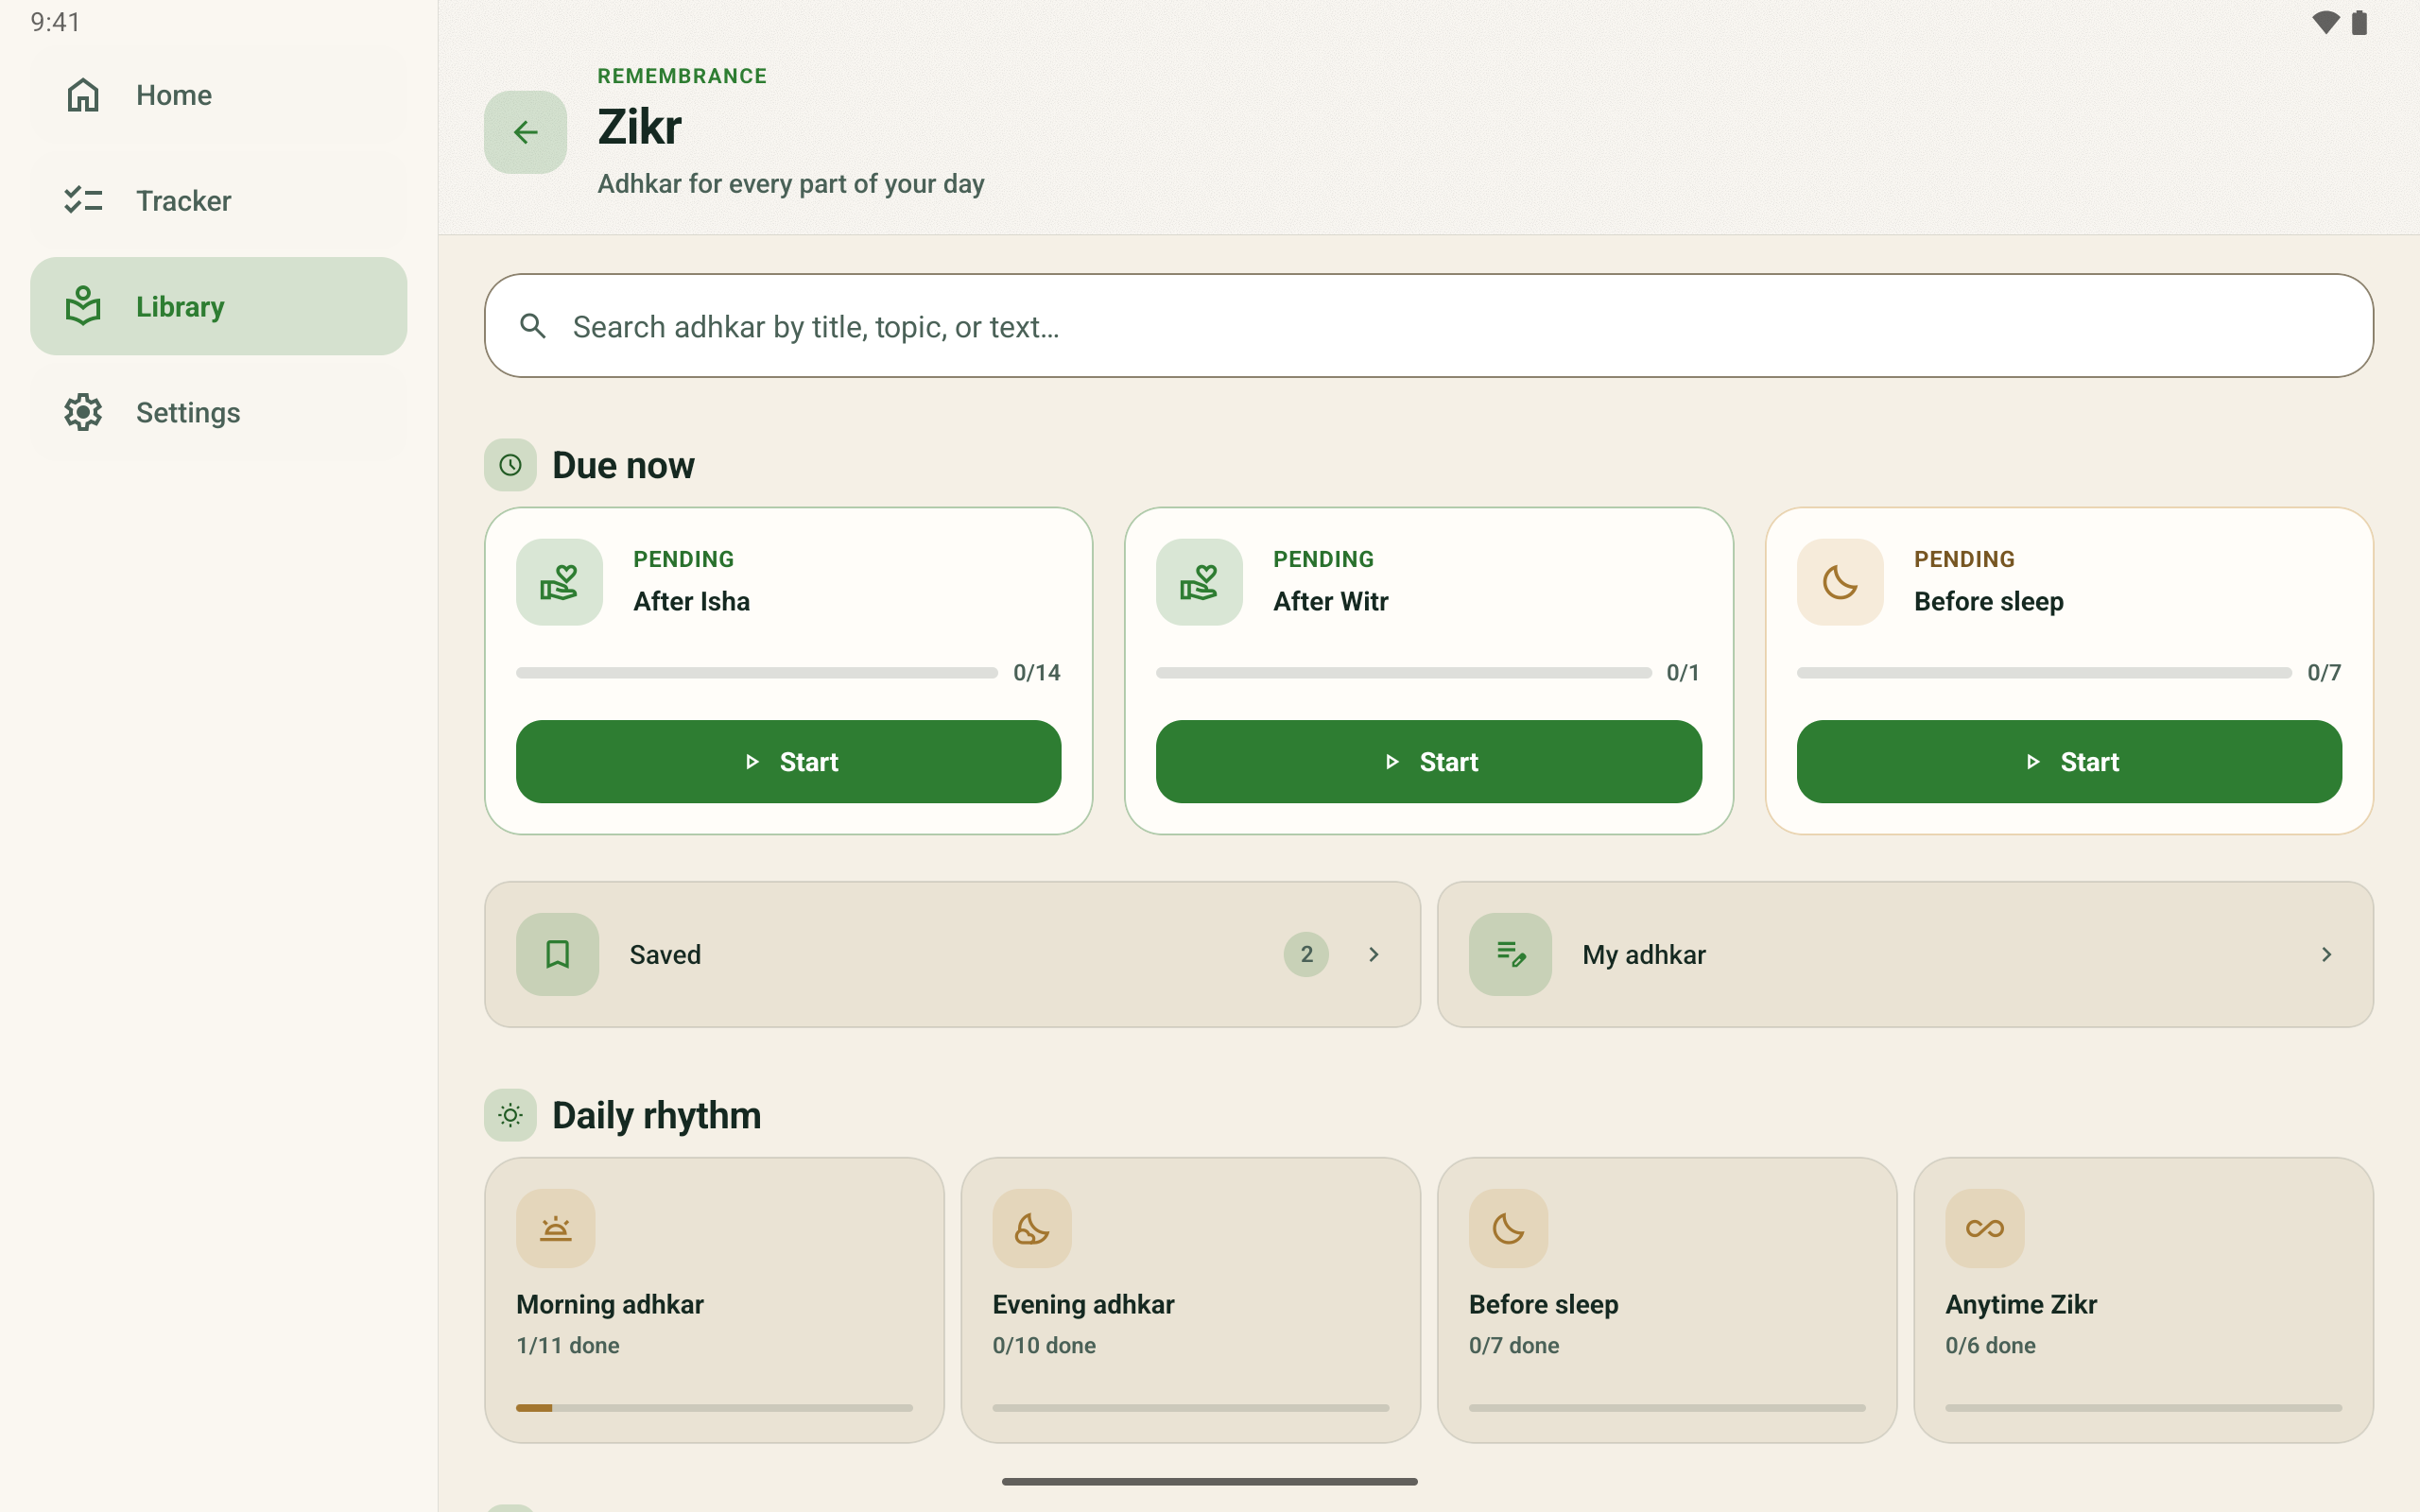 9:41
Home
Tracker
Library
Settings
REMEMBRANCE
Zikr
Adhkar for every part of your day
Search adhkar by title, topic, or text...
Due now
PENDING
After Isha
0/14
Start
PENDING
After Witr
0/1
Start
PENDING
Before sleep
0/7
Start
Saved
2
My adhkar
Daily rhythm
Morning adhkar
1/11 done
Evening adhkar
0/10 done
Before sleep
0/7 done
Anytime Zikr
0/6 done